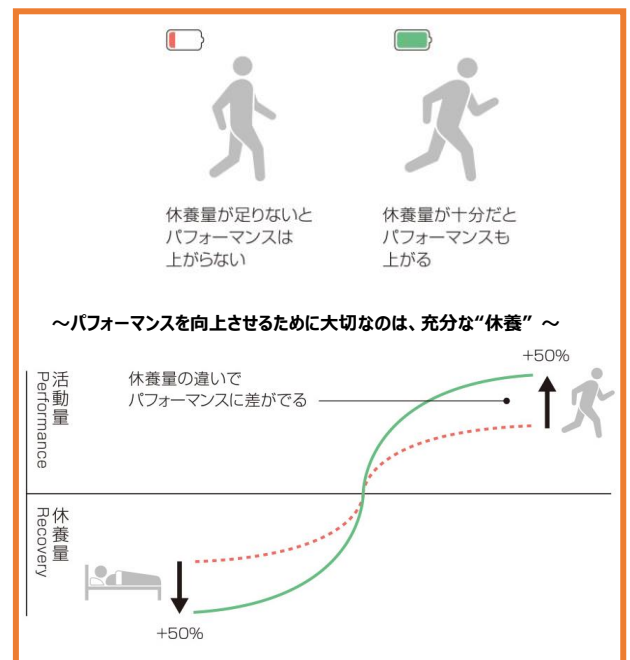 休養量が足りないと
パフォーマンスは
上がらない
休養量が十分だと
パフォーマンスも
上がる
～パフォーマンスを向上させるために大切なのは、充分な“休養” ～
+50%
活動量
Performance
休養量の違いで
パフォーマンスに差がでる
休養量
Recovery
+50%